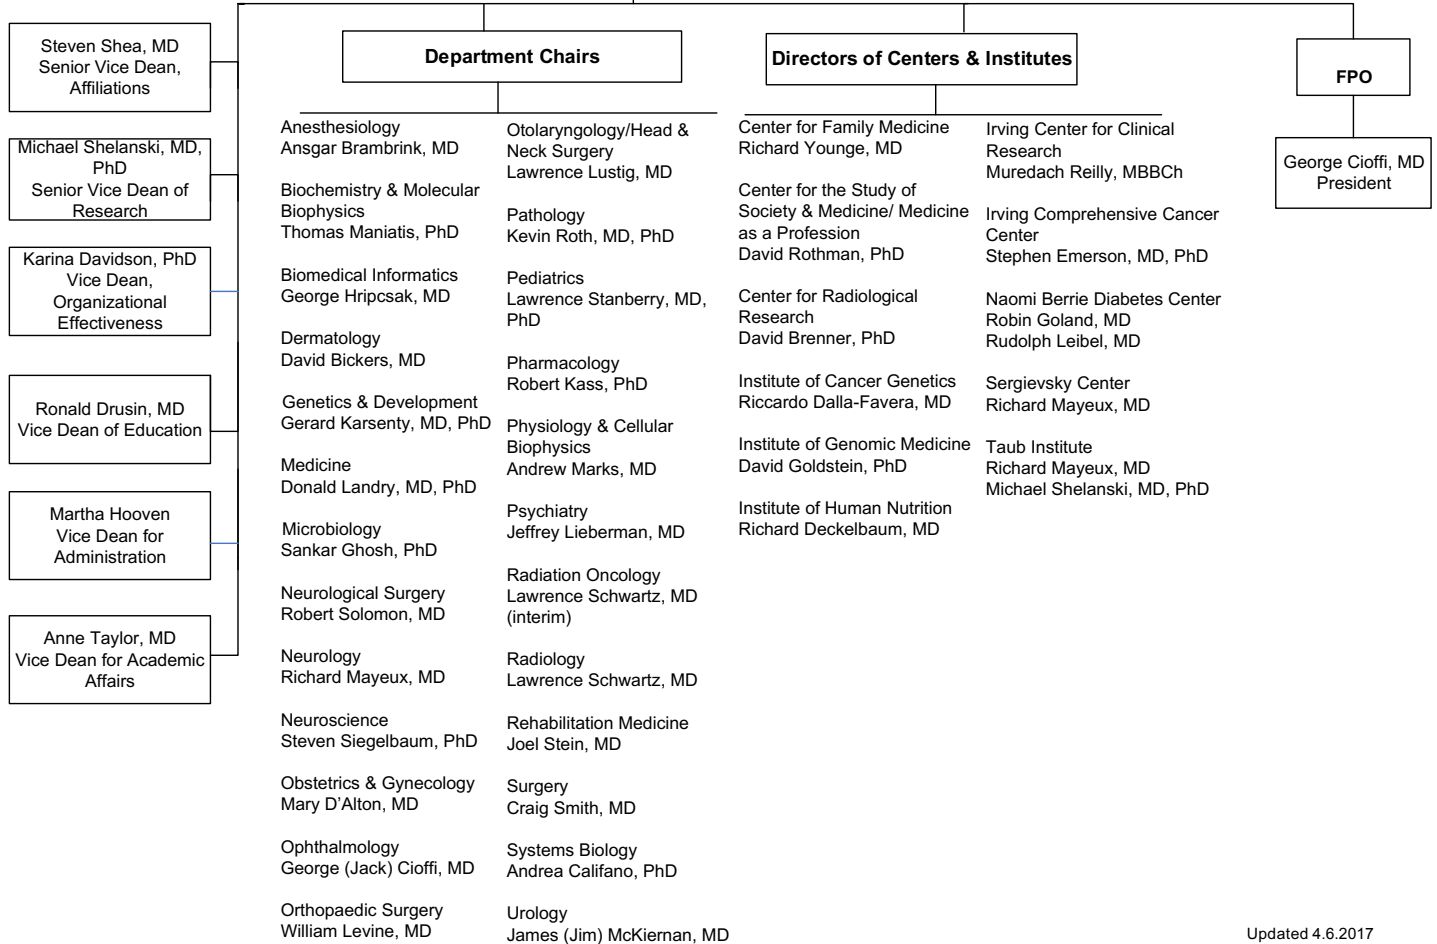 Steven Shea, MD
Senior Vice Dean,
Affiliations
Michael Shelanski, MD,
PhD
Senior Vice Dean of
Research
Karina Davidson, PhD
Vice Dean,
Organizational
Effectiveness
Ronald Drusin, MD
Vice Dean of Education
Martha Hooven
Vice Dean for
Administration
Anne Taylor, MD
Vice Dean for Academic
Affairs
Department Chairs
Anesthesiology
Ansgar Brambrink, MD
Biochemistry & Molecular
Biophysics
Thomas Maniatis, PhD
Biomedical Informatics
George Hripcsak, MD
Dermatology
David Bickers, MD
Genetics & Development
Gerard Karsenty, MD, PhD
Medicine
Donald Landry, MD, PhD
Microbiology
Sankar Ghosh, PhD
Neurological Surgery
Robert Solomon, MD
Neurology
Richard Mayeux, MD
Neuroscience
Steven Siegelbaum, PhD
Obstetrics & Gynecology
Mary D’Alton, MD
Ophthalmology
George (Jack) Cioffi, MD
Orthopaedic Surgery
William Levine, MD
Otolaryngology/Head &
Neck Surgery
Lawrence Lustig, MD
Pathology
Kevin Roth, MD, PhD
Pediatrics
Lawrence Stanberry, MD,
PhD
Pharmacology
Robert Kass, PhD
Physiology & Cellular
Biophysics
Andrew Marks, MD
Psychiatry
Jeffrey Lieberman, MD
Radiation Oncology
Lawrence Schwartz, MD
(interim)
Radiology
Lawrence Schwartz, MD
Rehabilitation Medicine
Joel Stein, MD
Surgery
Craig Smith, MD
Systems Biology
Andrea Califano, PhD
Urology
James (Jim) McKiernan, MD
Directors of Centers & Institutes
Center for Family Medicine
Richard Younge, MD
Center for the Study of
Society & Medicine/ Medicine
as a Profession
David Rothman, PhD
Center for Radiological
Research
David Brenner, PhD
Institute of Cancer Genetics
Riccardo Dalla-Favera, MD
Institute of Genomic Medicine
David Goldstein, PhD
Institute of Human Nutrition
Richard Deckelbaum, MD
Irving Center for Clinical
Research
Muredach Reilly, MBBCh
Irving Comprehensive Cancer
Center
Stephen Emerson, MD, PhD
Naomi Berrie Diabetes Center
Robin Goland, MD
Rudolph Leibel, MD
Sergievsky Center
Richard Mayeux, MD
Taub Institute
Richard Mayeux, MD
Michael Shelanski, MD, PhD
FPO
George Cioffi, MD
President
Updated 4.6.2017